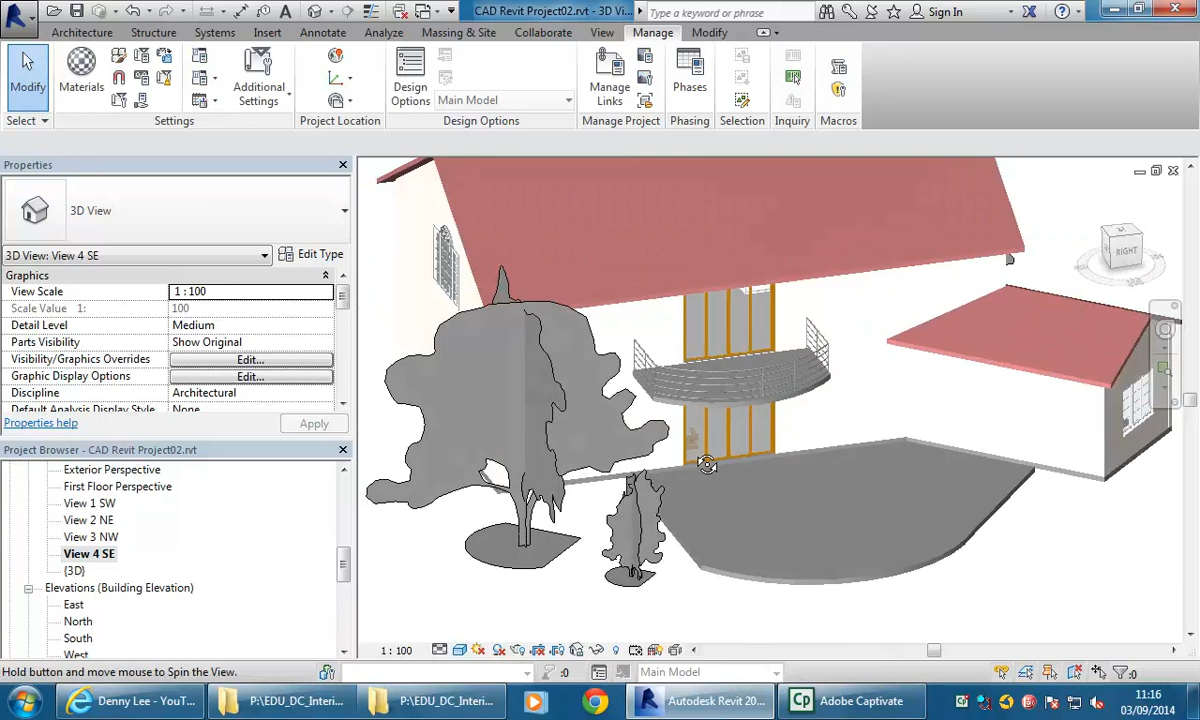 CAD Revit Project02.rvt - 3D Vi...
Type a keyword or phrase
Sign In
Architecture
Structure
Systems
Insert
Annotate
Analyze
Massing & Site
Collaborate
View
Manage
Modify
Modify
Materials
Additional
Settings
Design
Options
Main Model
Manage
Links
Phases
Select
Settings
Project Location
Design Options
Manage Project
Phasing
Selection
Inquiry
Macros
Properties
3D View
3D View: View 4 SE
Edit Type
Graphics
View Scale
1 : 100
Scale Value 1:
100
Detail Level
Medium
Parts Visibility
Show Original
Visibility/Graphics Overrides
Edit...
Graphic Display Options
Edit...
Discipline
Architectural
Default Analysis Display Style
None
Properties help
Apply
Project Browser - CAD Revit Project02.rvt
Exterior Perspective
First Floor Perspective
View 1 SW
View 2 NE
View 3 NW
View 4 SE
{3D}
Elevations (Building Elevation)
East
North
South
West
RIGHT
1 : 100
Hold button and move mouse to Spin the View.
:0
Main Model
:0
Denny Lee - YouT...
P:\EDU_DC_Interi...
P:\EDU_DC_Interi...
Autodesk Revit 20...
Adobe Captivate
11:16
03/09/2014